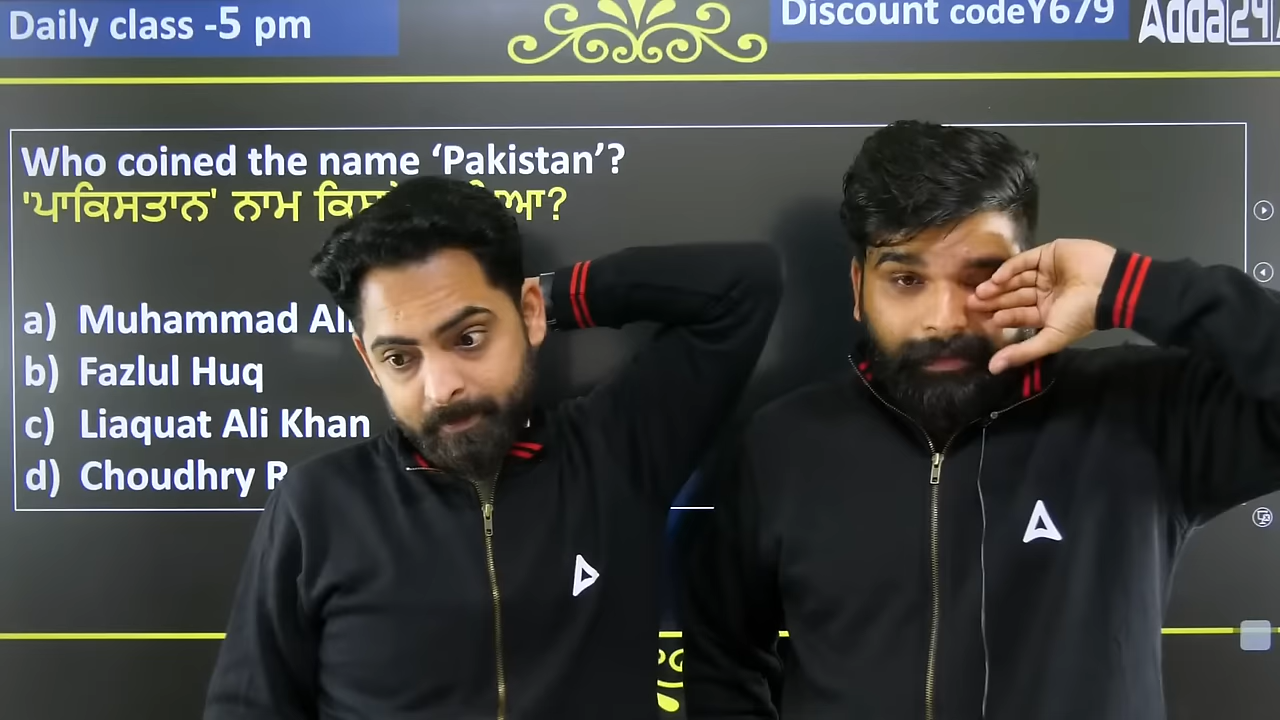 Daily class -5 pm
Discount codeY679
Adda
Who coined the name ‘Pakistan’?
'ਪਾਕਿਸਤਾਨ' ਨਾਮ
a) Muhammad
b) Fazlul Huq
c) Liaquat Ali Khan
d) Choudhry